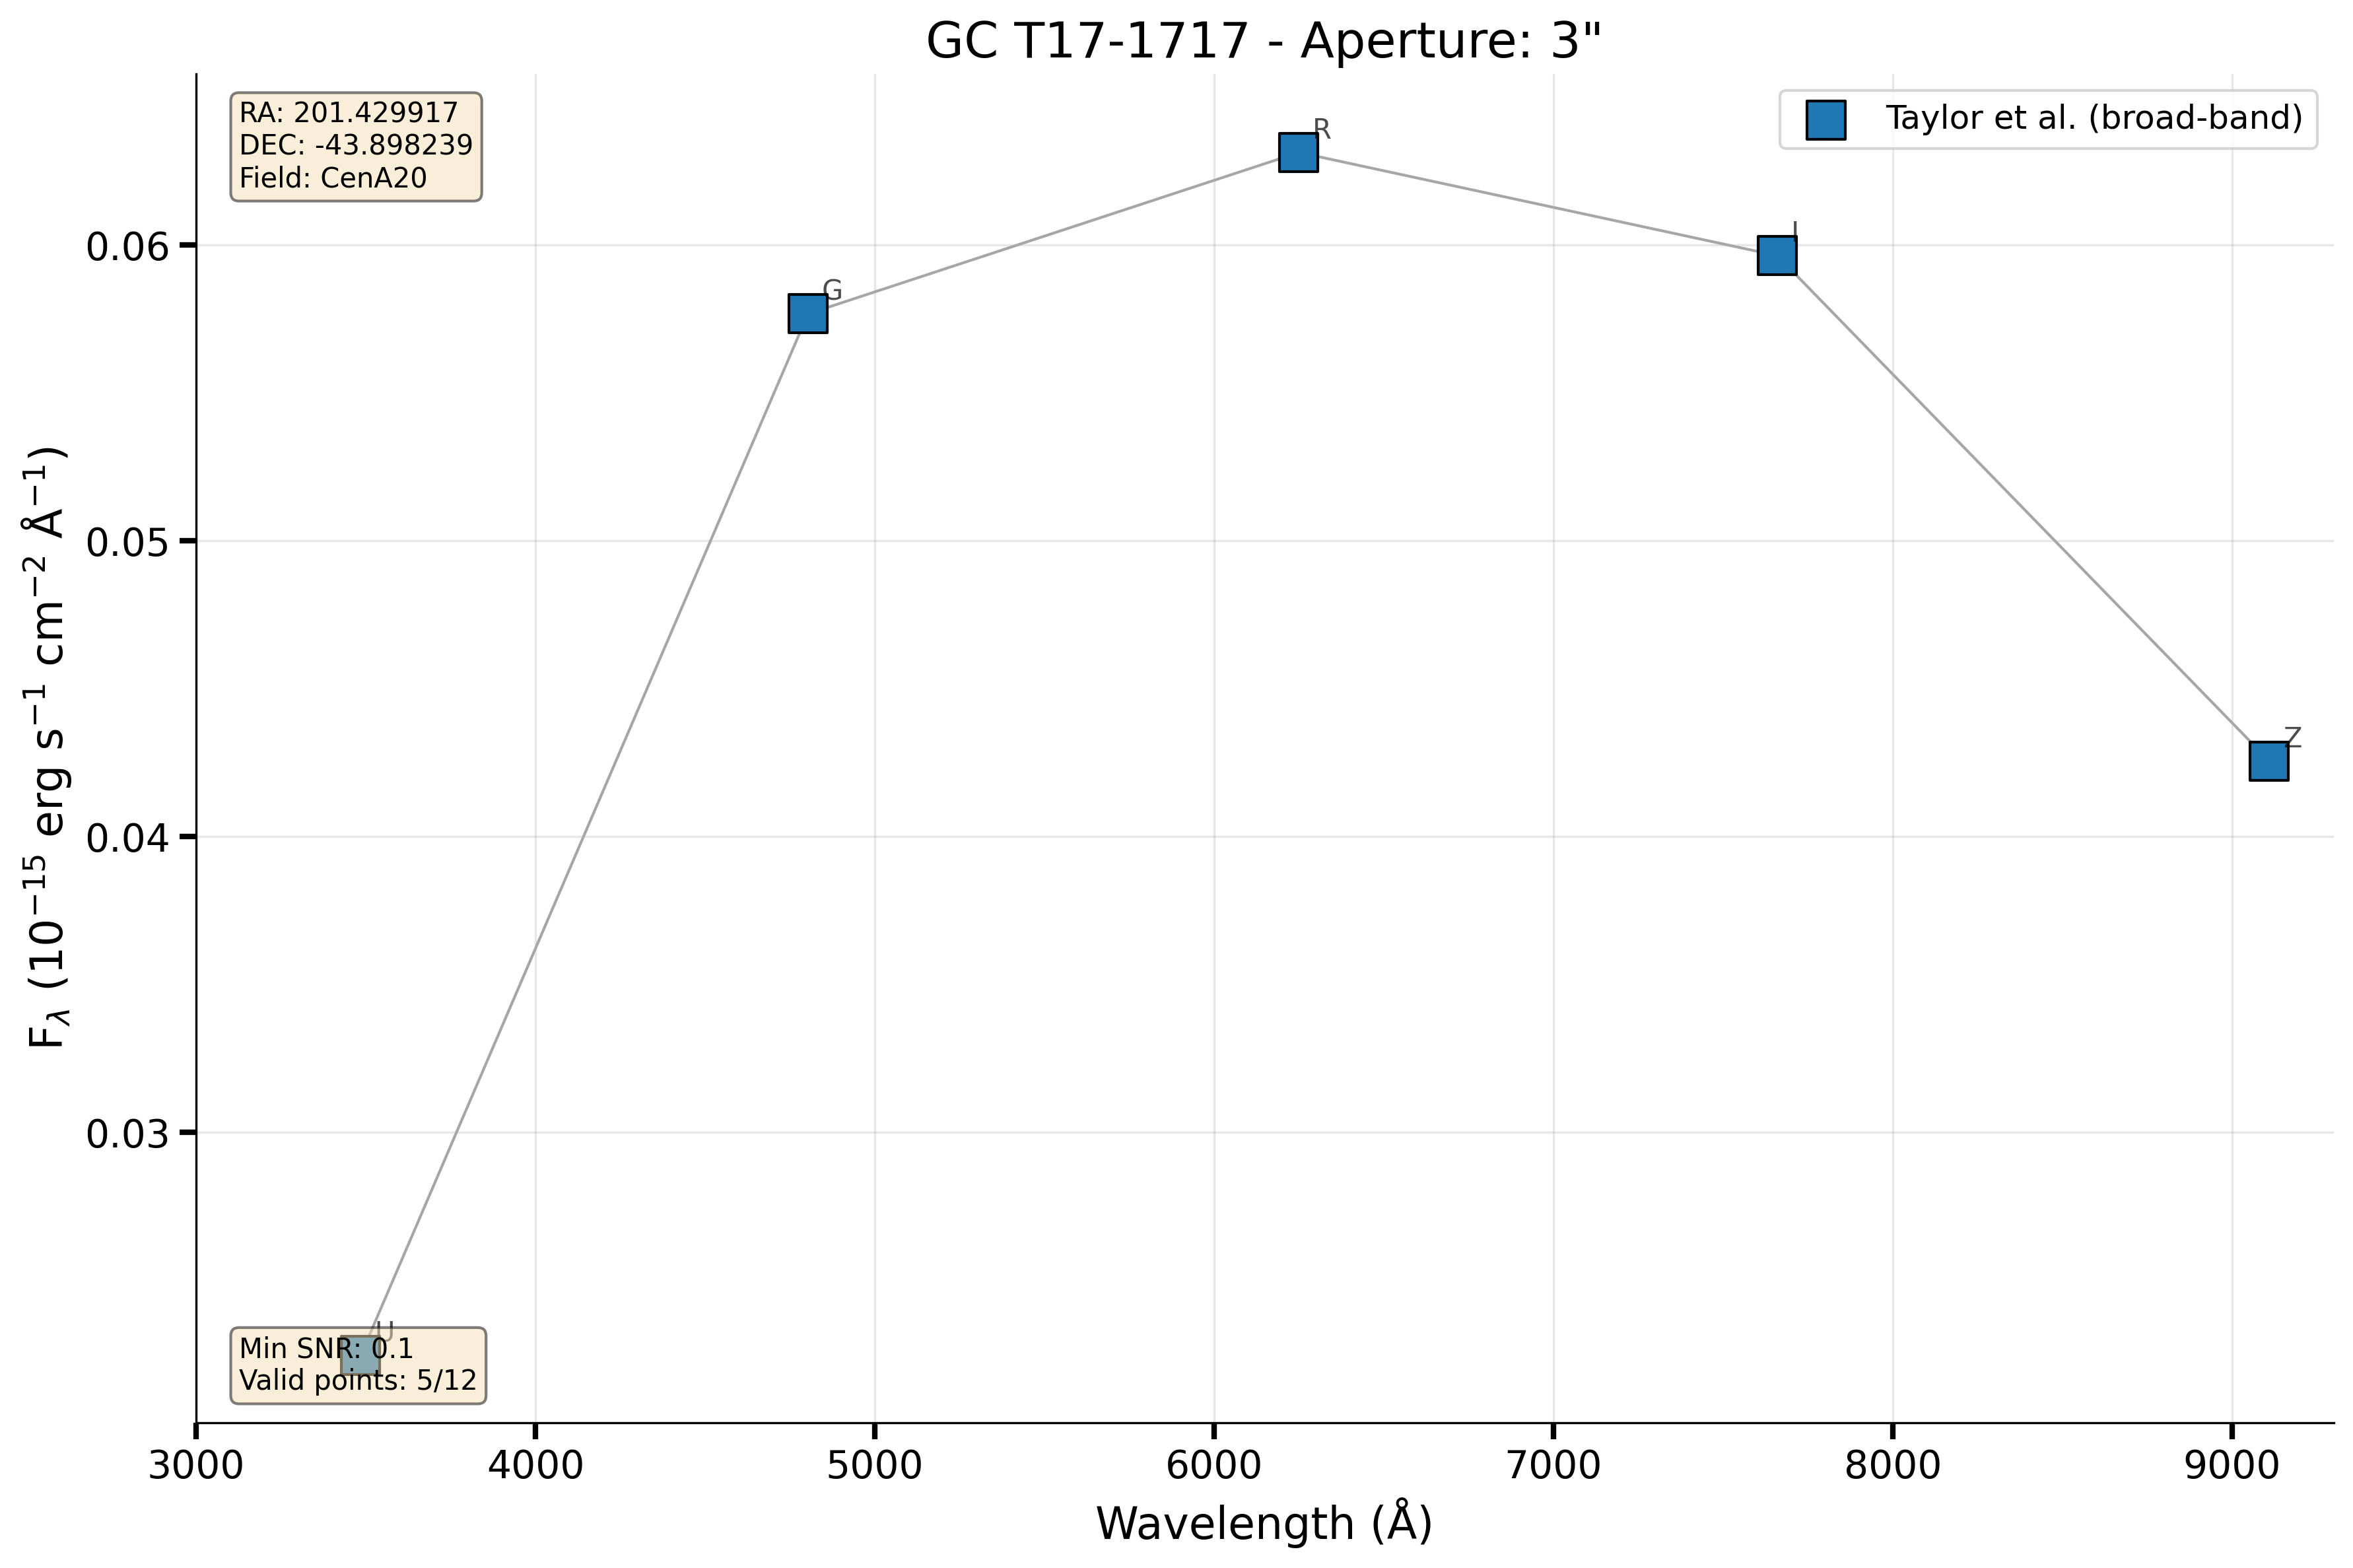 GC T17-1717 - Aperture: 3"
RA: 201.429917
DEC: -43.898239
Field: CenA20
Taylor et al. (broad-band)
R
I
G
Z
U
0.06
0.05
0.04
0.03
F_λ (10⁻¹⁵ erg s⁻¹ cm⁻² Å⁻¹)
Min SNR: 0.1
Valid points: 5/12
3000 4000 5000 6000 7000 8000 9000
Wavelength (Å)